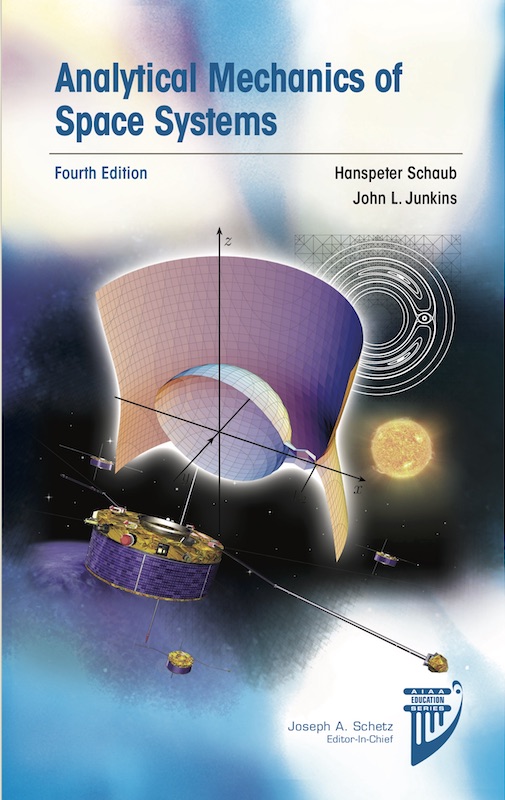 Analytical Mechanics of
Space Systems
Fourth Edition
Hanspeter Schaub
John L. Junkins
z
x
Joseph A. Schetz
Editor-In-Chief
AIAA
EDUCATION
SERIES